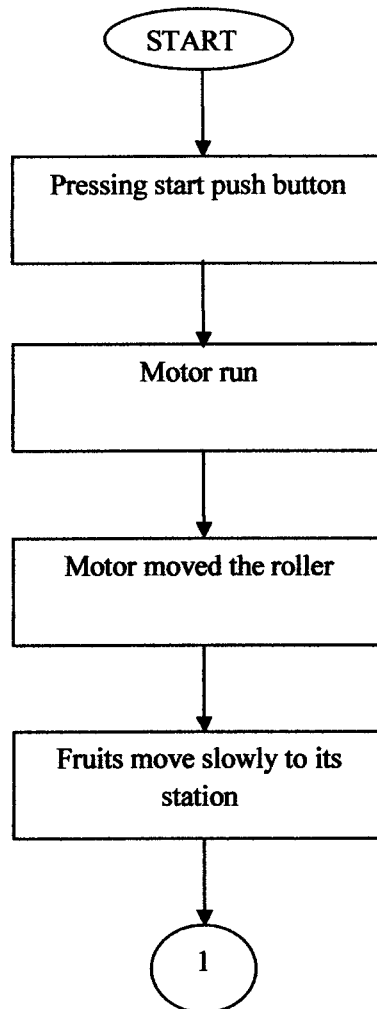 START
Pressing start push button
Motor run
Motor moved the roller
Fruits move slowly to its
station
1